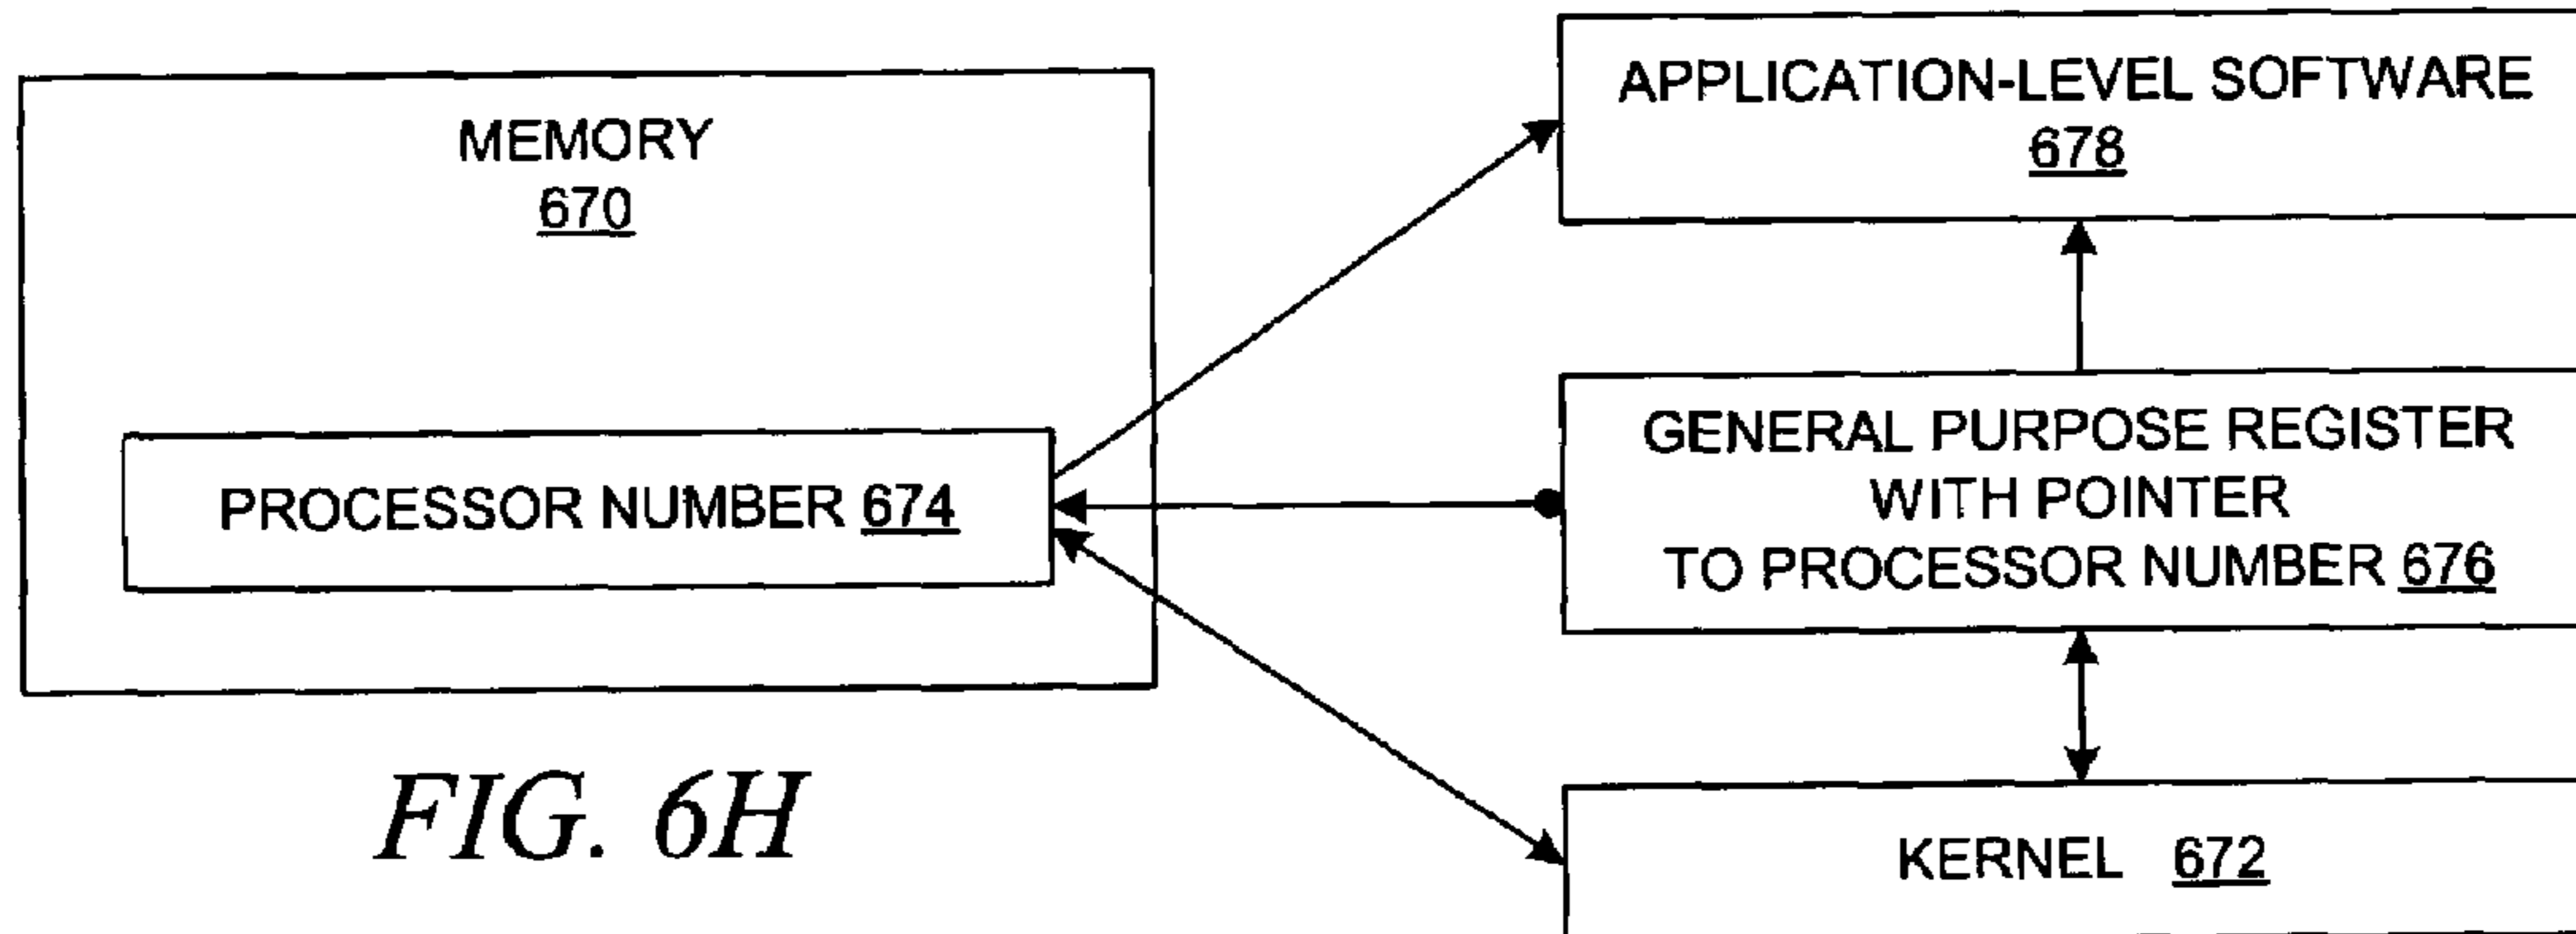 MEMORY
670
PROCESSOR NUMBER 674
APPLICATION-LEVEL SOFTWARE
678
GENERAL PURPOSE REGISTER
WITH POINTER
TO PROCESSOR NUMBER 676
KERNEL 672
FIG. 6H